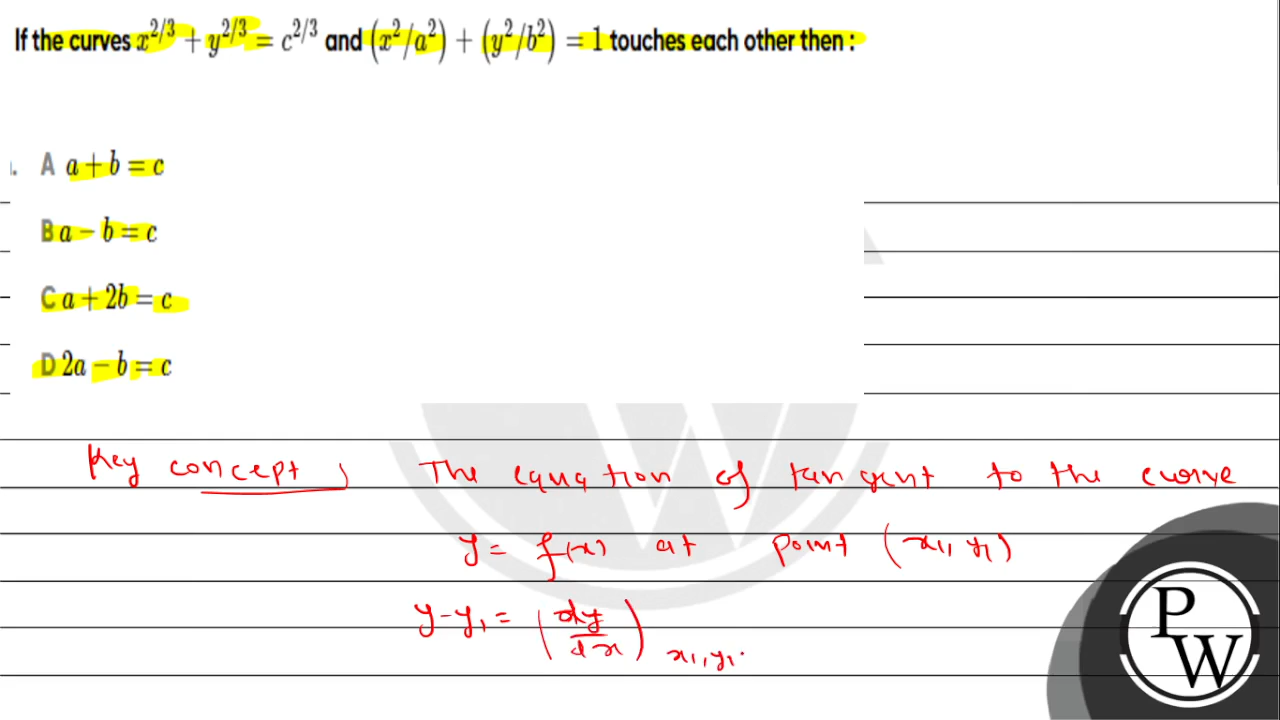 If the curves x^{2/3} + y^{2/3} = c^{2/3} and (x^2/a^2) + (y^2/b^2) = 1 touches each other then :
A a + b = c
B a − b = c
C a + 2b = c
D 2a − b = c
Key concept, The equation of tangent to the curve
y = f(x) at point (x₁, y₁)
y - y₁ = (dy/dx) x₁, y₁.
PW